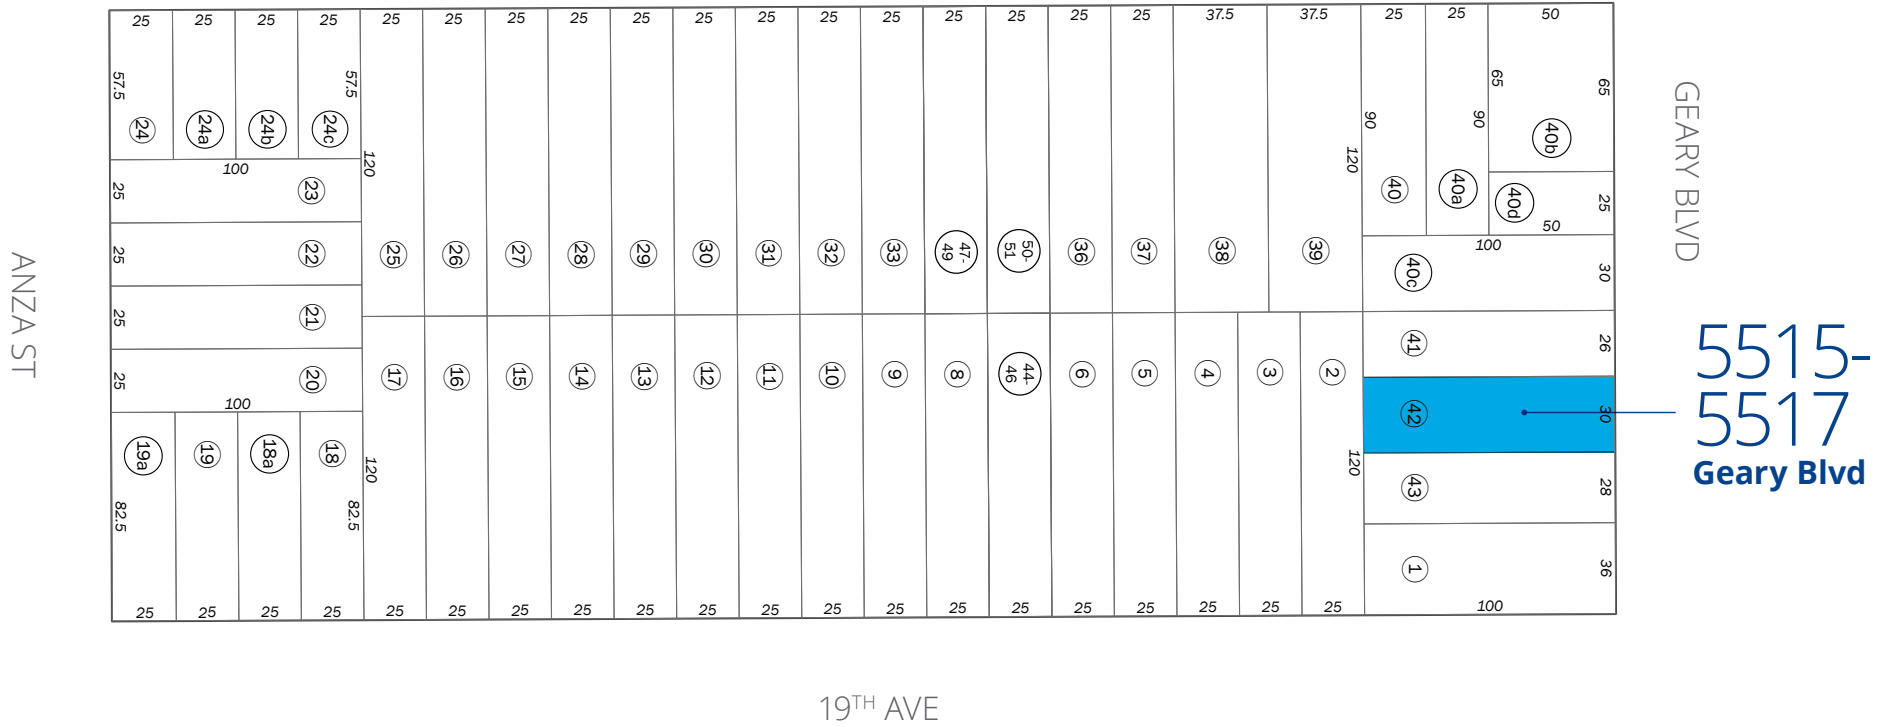 25 25 25 25 25 25 25 25 25 25 25 25 25 25 25 25 25 37.5 37.5 25 25 50
57.5 57.5 65 65
24 24a 24b 24c 90 90 40b
100 120 120
25 23 40 40a 40d 25
50
100
25 22 25 26 27 28 29 30 31 32 33 47-49 50-51 36 37 38 39 40c 30
25 21
41 26
25 20 17 16 15 14 13 12 11 10 9 8 44-46 6 5 4 3 2
100
42 30
19a 19 18a 18 120 120
82.5 82.5 43 28
1 36
25 25 25 25 25 25 25 25 25 25 25 25 25 25 25 25 25 25 25 25 100
ANZA ST
GEARY BLVD
5515-
5517
Geary Blvd
19TH AVE